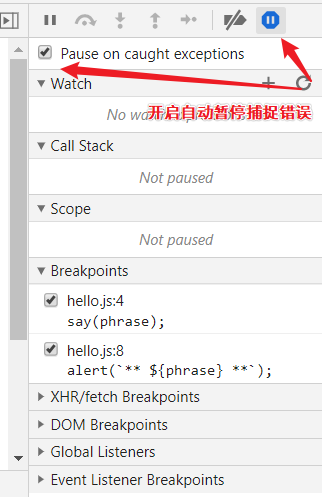 Pause on caught exceptions
Watch
No wa
开启自动暂停捕捉错误
Call Stack
Not paused
Scope
Not paused
Breakpoints
hello.js:4
say(phrase);
hello.js:8
alert(`** ${phrase} **`);
XHR/fetch Breakpoints
DOM Breakpoints
Global Listeners
Event Listener Breakpoints